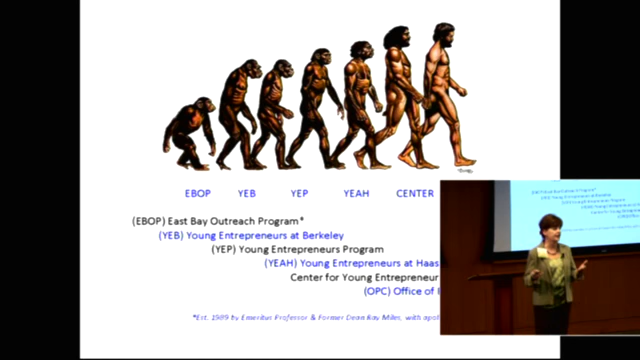 EBOP YEB YEP YEAH CENTER
(EBOP) East Bay Outreach Program*
(YEB) Young Entrepreneurs at Berkeley
(YEP) Young Entrepreneurs Program
(YEAH) Young Entrepreneurs at Haas
Center for Young Entrepreneur
(OPC) Office of
*Est. 1989 by Emeritus Professor & Former Dean Ray Miles, with